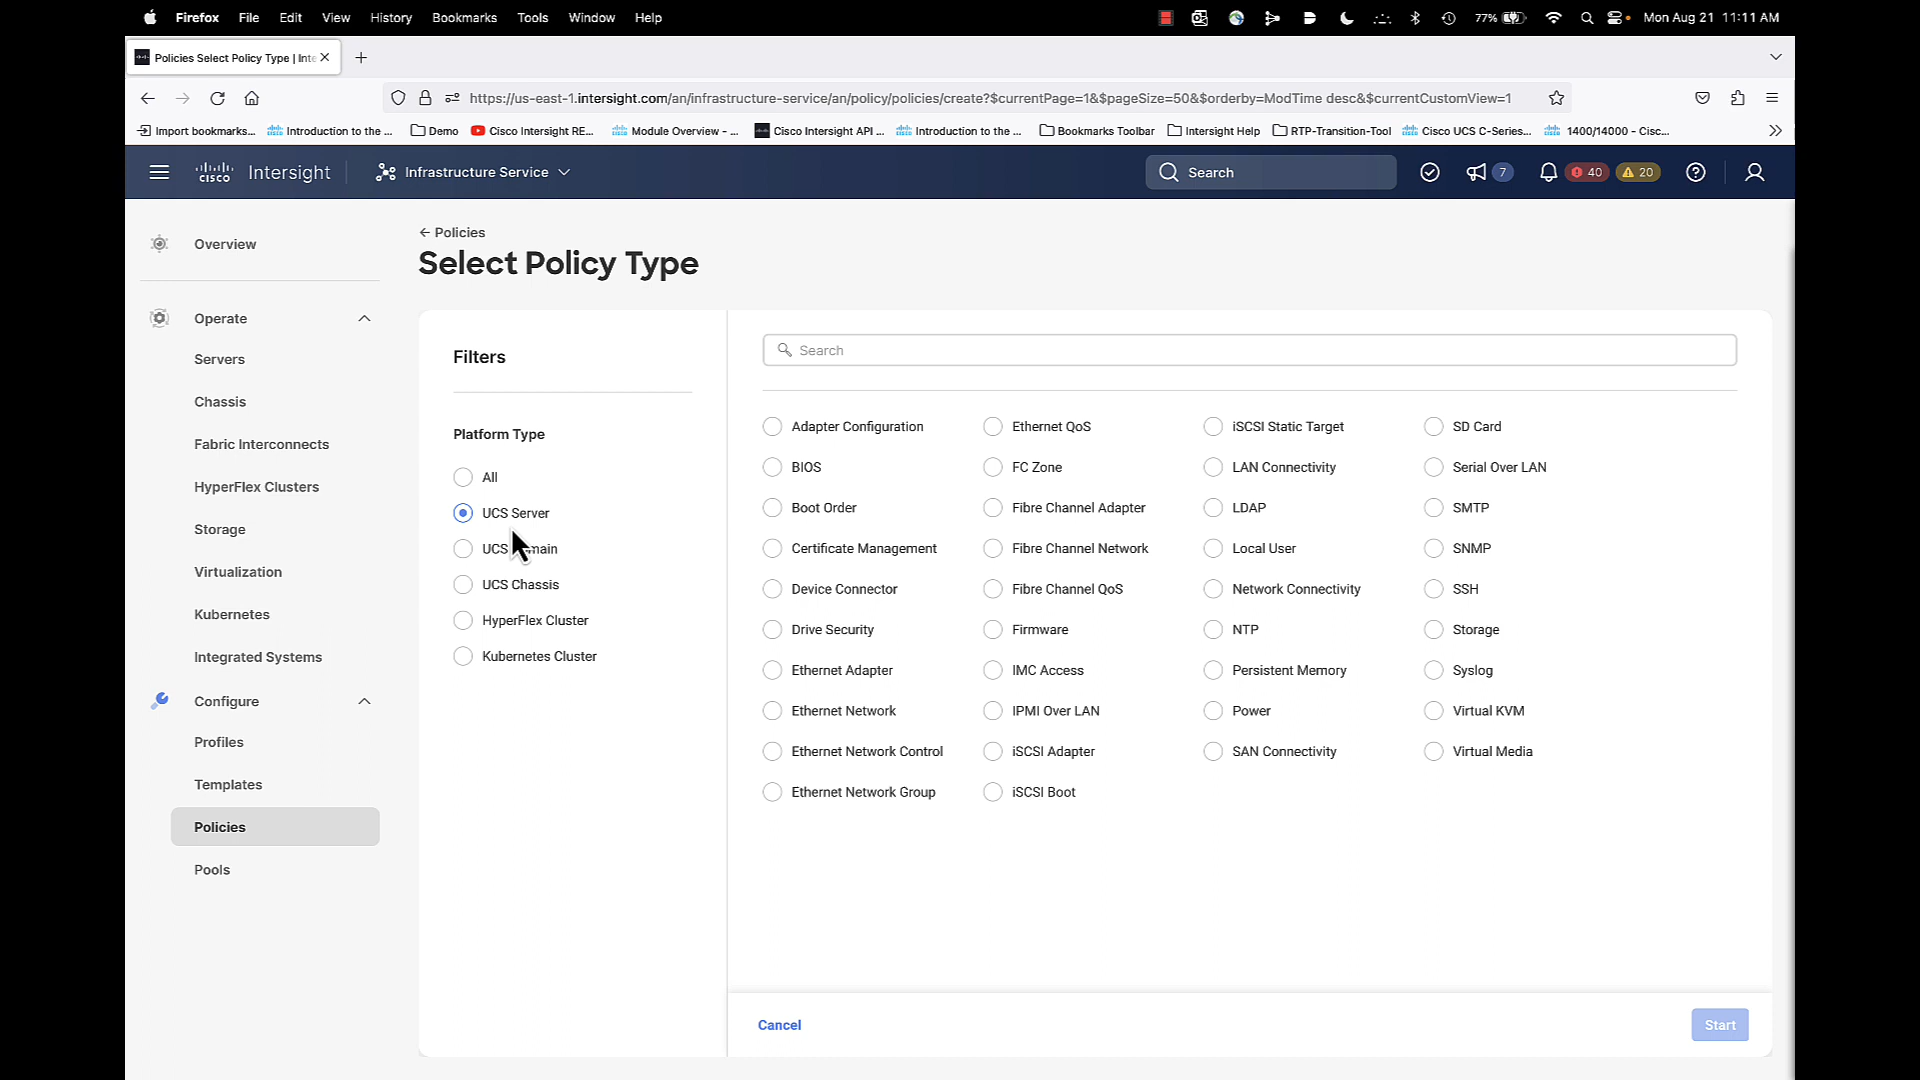 Firefox File Edit View History Bookmarks Tools Window Help 77% Mon Aug 21 11:11 AM
Policies Select Policy Type | Inte
https://us-east-1.intersight.com/an/infrastructure-service/an/policy/policies/create?$currentPage=1&$pageSize=50&$orderby=ModTime desc&$currentCustomView=1
Import bookmarks... Introduction to the ... Demo Cisco Intersight RE... Module Overview - ... Cisco Intersight API ... Introduction to the ... Bookmarks Toolbar Intersight Help RTP-Transition-Tool Cisco UCS C-Series... 1400/14000 - Cisc...
CISCO Intersight Infrastructure Service Search 7 40 20
Overview
Operate
Servers
Chassis
Fabric Interconnects
HyperFlex Clusters
Storage
Virtualization
Kubernetes
Integrated Systems
Configure
Profiles
Templates
Policies
Pools
← Policies
Select Policy Type
Filters
Platform Type
All
UCS Server
UCS main
UCS Chassis
HyperFlex Cluster
Kubernetes Cluster
Search
Adapter Configuration
BIOS
Boot Order
Certificate Management
Device Connector
Drive Security
Ethernet Adapter
Ethernet Network
Ethernet Network Control
Ethernet Network Group
Ethernet QoS
FC Zone
Fibre Channel Adapter
Fibre Channel Network
Fibre Channel QoS
Firmware
IMC Access
IPMI Over LAN
iSCSI Adapter
iSCSI Boot
iSCSI Static Target
LAN Connectivity
LDAP
Local User
Network Connectivity
NTP
Persistent Memory
Power
SAN Connectivity
SD Card
Serial Over LAN
SMTP
SNMP
SSH
Storage
Syslog
Virtual KVM
Virtual Media
Cancel
Start